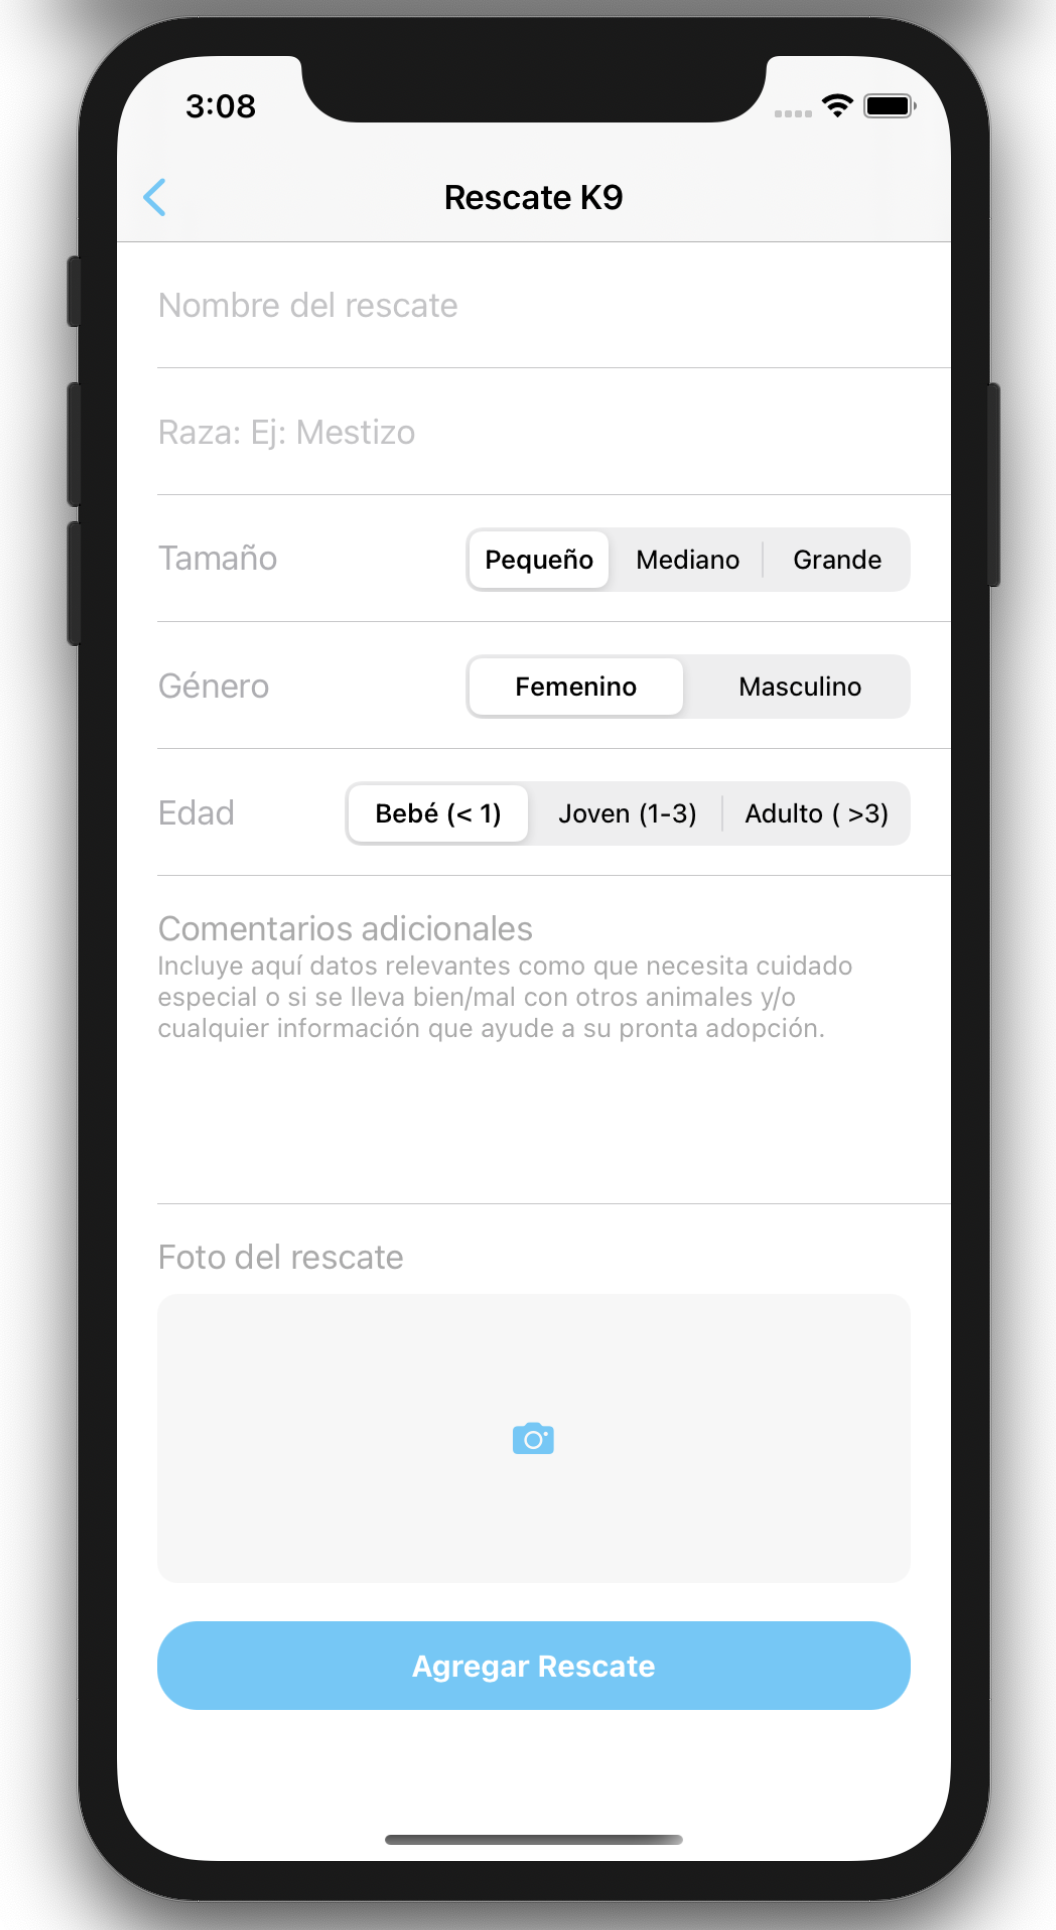 3:08
Rescate K9
Nombre del rescate
Raza: Ej: Mestizo
Tamaño
Pequeño
Mediano
Grande
Género
Femenino
Masculino
Edad
Bebé (< 1)
Joven (1-3)
Adulto ( >3)
Comentarios adicionales
Incluye aquí datos relevantes como que necesita cuidado
especial o si se lleva bien/mal con otros animales y/o
cualquier información que ayude a su pronta adopción.
Foto del rescate
Agregar Rescate